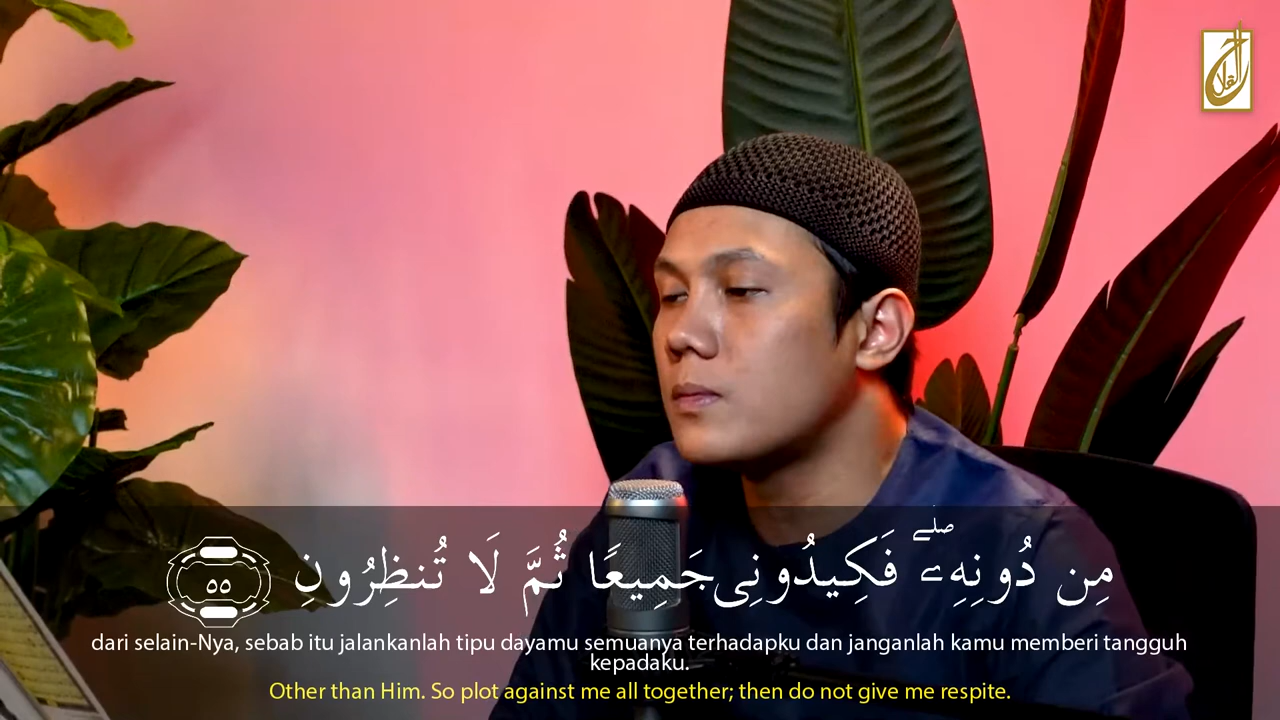 مِن دُونِهِۦ ۖ فَكِيدُونِى جَمِيعًا ثُمَّ لَا تُنظِرُونِ ٥٥
dari selain-Nya, sebab itu jalankanlah tipu dayamu semuanya terhadapku dan janganlah kamu memberi tangguh
kepadaku.
Other than Him. So plot against me all together; then do not give me respite.